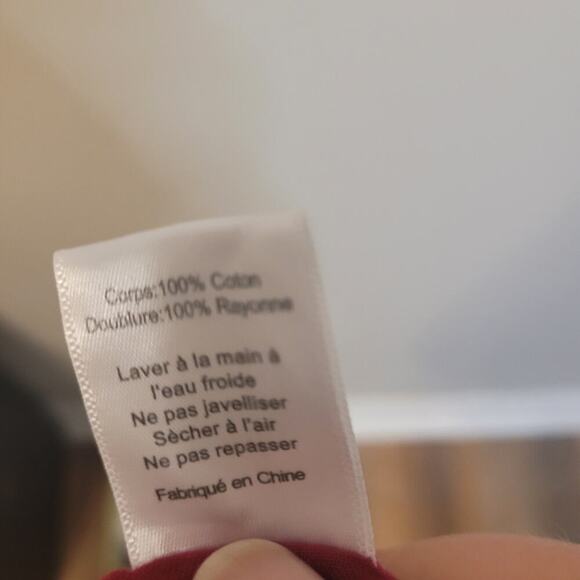 Corps:100% Coton
Doublure:100% Rayonne
Laver à la main à
l'eau froide
Ne pas javelliser
Sècher à l'air
Ne pas repasser
Fabriqué en Chine